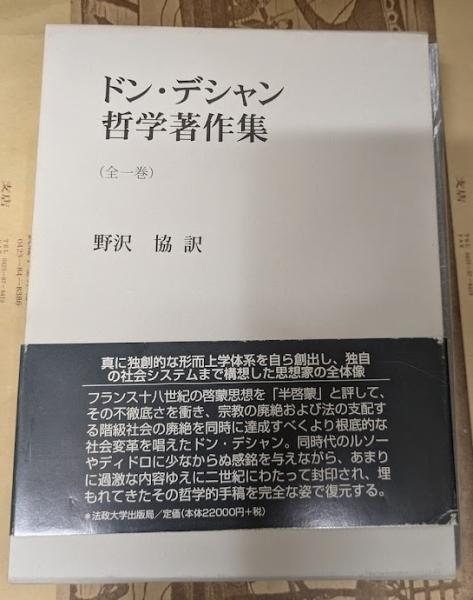 ドン・デシャン
哲学著作集
（全一巻）
野沢 協 訳
真に独創的な形而上学体系を自ら創出し、独自
の社会システムまで構想した思想家の全体像
フランス十八世紀の啓蒙思想を「半啓蒙」と評して、
その不徹底さを衝き、宗教の廃絶および法の支配す
る階級社会の廃絶を同時に達成すべくより根底的な
社会変革を唱えたドン・デシャン。同時代のルソー
やディドロに少なからぬ感銘を与えながら、あまり
に過激な内容ゆえに二世紀にわたって封印され、埋
もれてきたその哲学的手稿を完全な姿で復元する。
＊法政大学出版局／定価（本体22000円＋税）
支店
0423-84-8386
支店